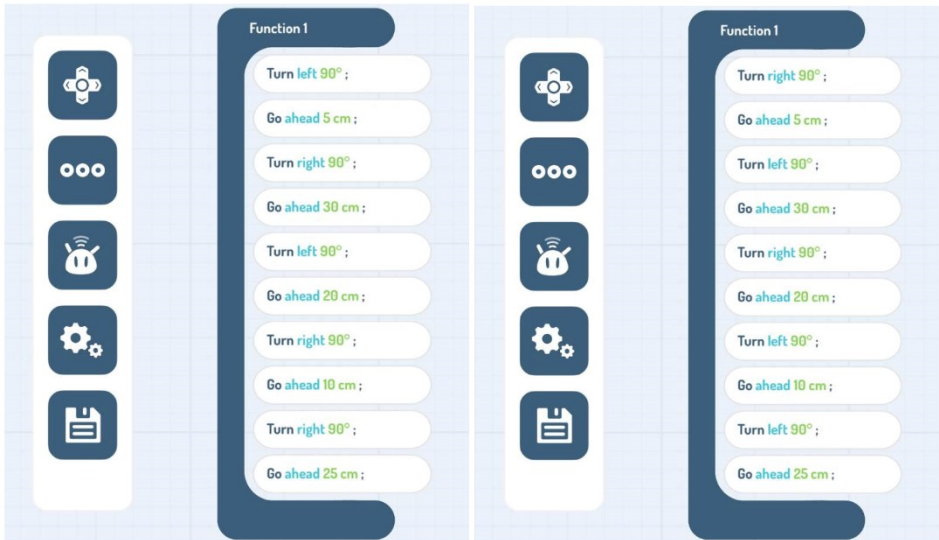 Function 1
Turn left 90° ;
Go ahead 5 cm ;
Turn right 90° ;
Go ahead 30 cm ;
Turn left 90° ;
Go ahead 20 cm ;
Turn right 90° ;
Go ahead 10 cm ;
Turn right 90° ;
Go ahead 25 cm ;
Function 1
Turn right 90° ;
Go ahead 5 cm ;
Turn left 90° ;
Go ahead 30 cm ;
Turn right 90° ;
Go ahead 20 cm ;
Turn left 90° ;
Go ahead 10 cm ;
Turn left 90° ;
Go ahead 25 cm ;